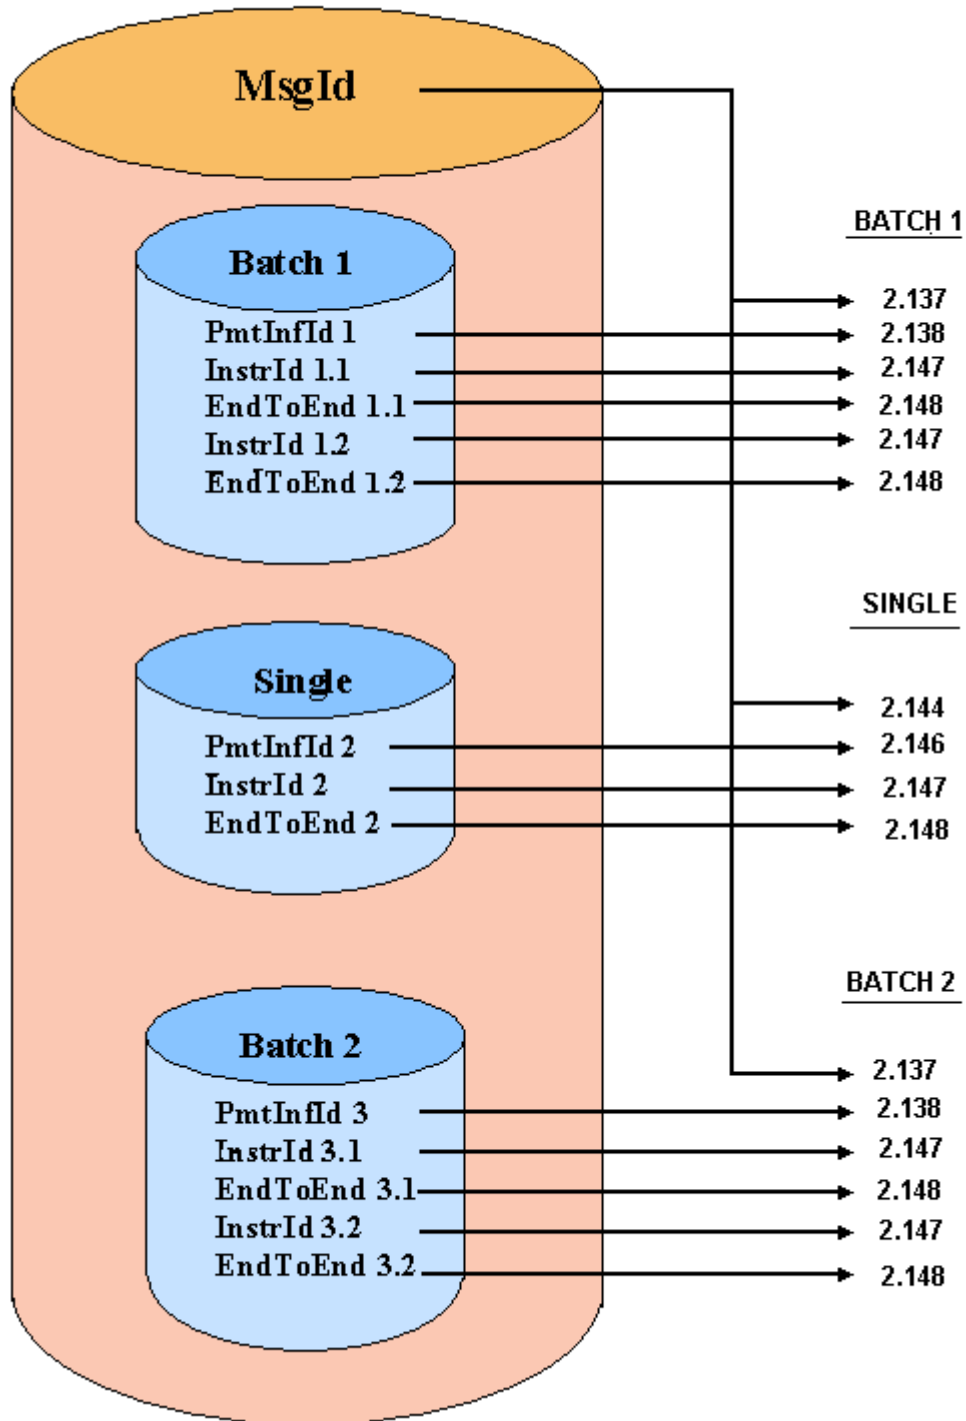 MsgId
BATCH 1
Batch 1
2.137
PmtInfId 1
2.138
InstrId 1.1
2.147
EndToEnd 1.1
2.148
InstrId 1.2
2.147
EndToEnd 1.2
2.148
SINGLE
Single
2.144
PmtInfId 2
2.146
InstrId 2
2.147
EndToEnd 2
2.148
BATCH 2
Batch 2
2.137
PmtInfId 3
2.138
InstrId 3.1
2.147
EndToEnd 3.1
2.148
InstrId 3.2
2.147
EndToEnd 3.2
2.148